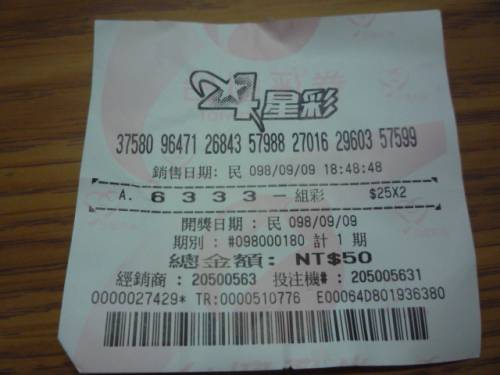 4星彩
37580 96471 26843 57988 27016 29603 57599
銷售日期: 民 098/09/09 18:48:48
A. 6 3 3 3 — 組彩 $25X2
開獎日期 : 民 098/09/09
期別 : #098000180 計 1 期
總金額: NT$50
經銷商 : 20500563 投注機# : 205005631
0000027429* TR:0000510776 E00064D801936380